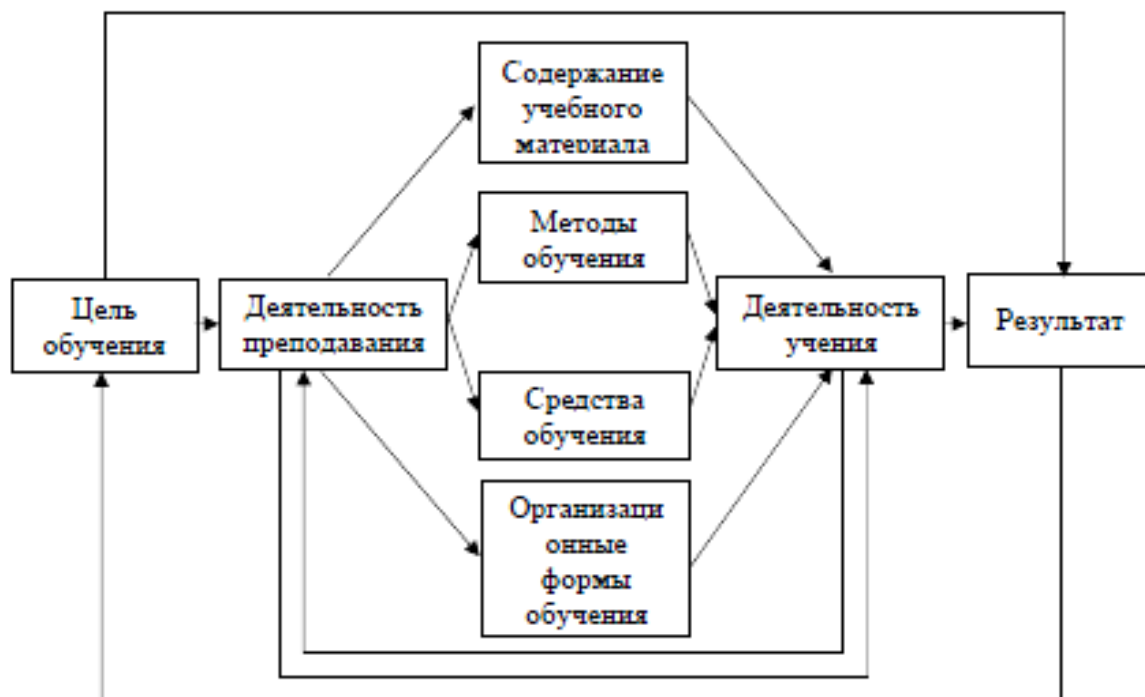 Содержание
учебного
материала
Методы
обучения
Цель
обучения
Деятельность
преподавания
Деятельность
учения
Результат
Средства
обучения
Организаци
онные
формы
обучения